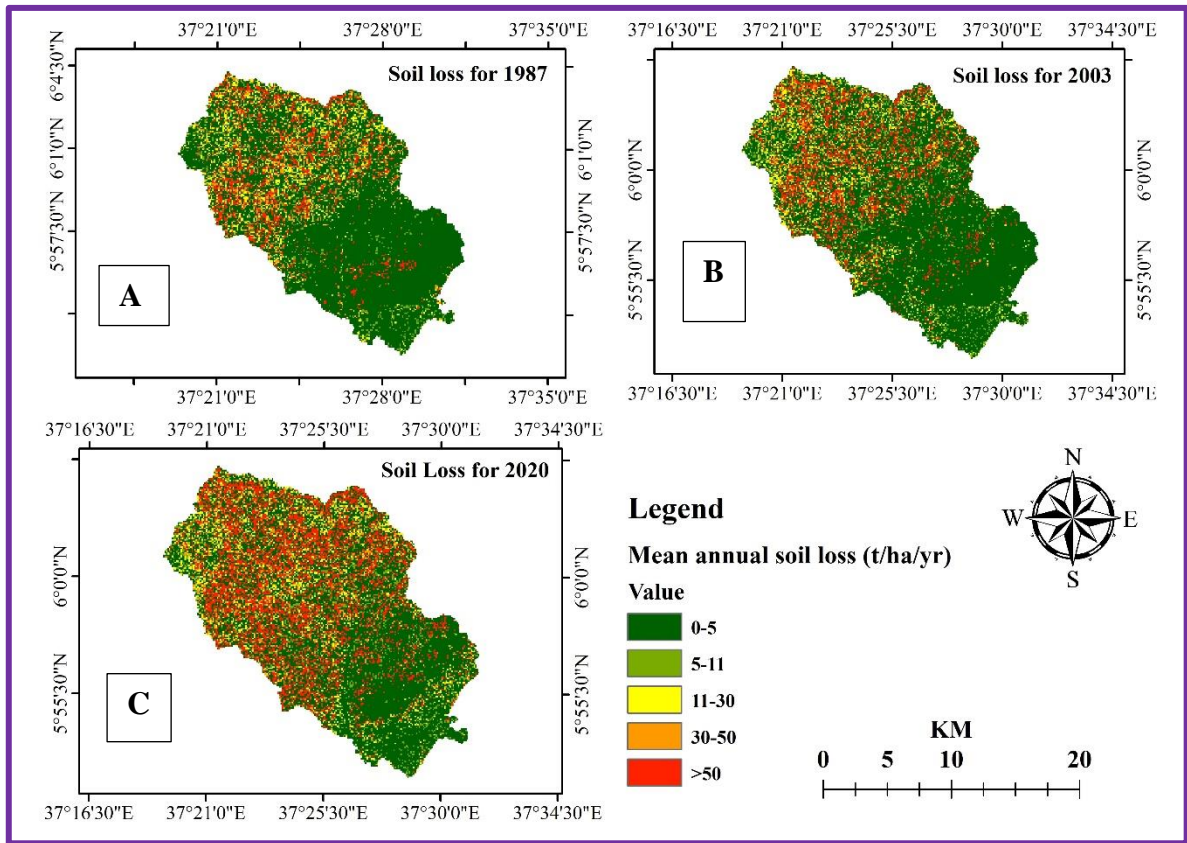 37°21'0"E 37°28'0"E 37°35'0"E
Soil loss for 1987
6°4'30"N
6°1'0"N 6°1'0"N
5°57'30"N 5°57'30"N
A
37°21'0"E 37°28'0"E 37°35'0"E
37°16'30"E 37°21'0"E 37°25'30"E 37°30'0"E 37°34'30"E
Soil loss for 2003
6°0'0"N 6°0'0"N
5°55'30"N 5°55'30"N
B
37°16'30"E 37°21'0"E 37°25'30"E 37°30'0"E 37°34'30"E
37°16'30"E 37°21'0"E 37°25'30"E 37°30'0"E 37°34'30"E
Soil Loss for 2020
6°0'0"N 6°0'0"N
5°55'30"N 5°55'30"N
C
37°16'30"E 37°21'0"E 37°25'30"E 37°30'0"E 37°34'30"E
N
W E
S
Legend
Mean annual soil loss (t/ha/yr)
Value
0-5
5-11
11-30
30-50
>50
KM
0 5 10 20